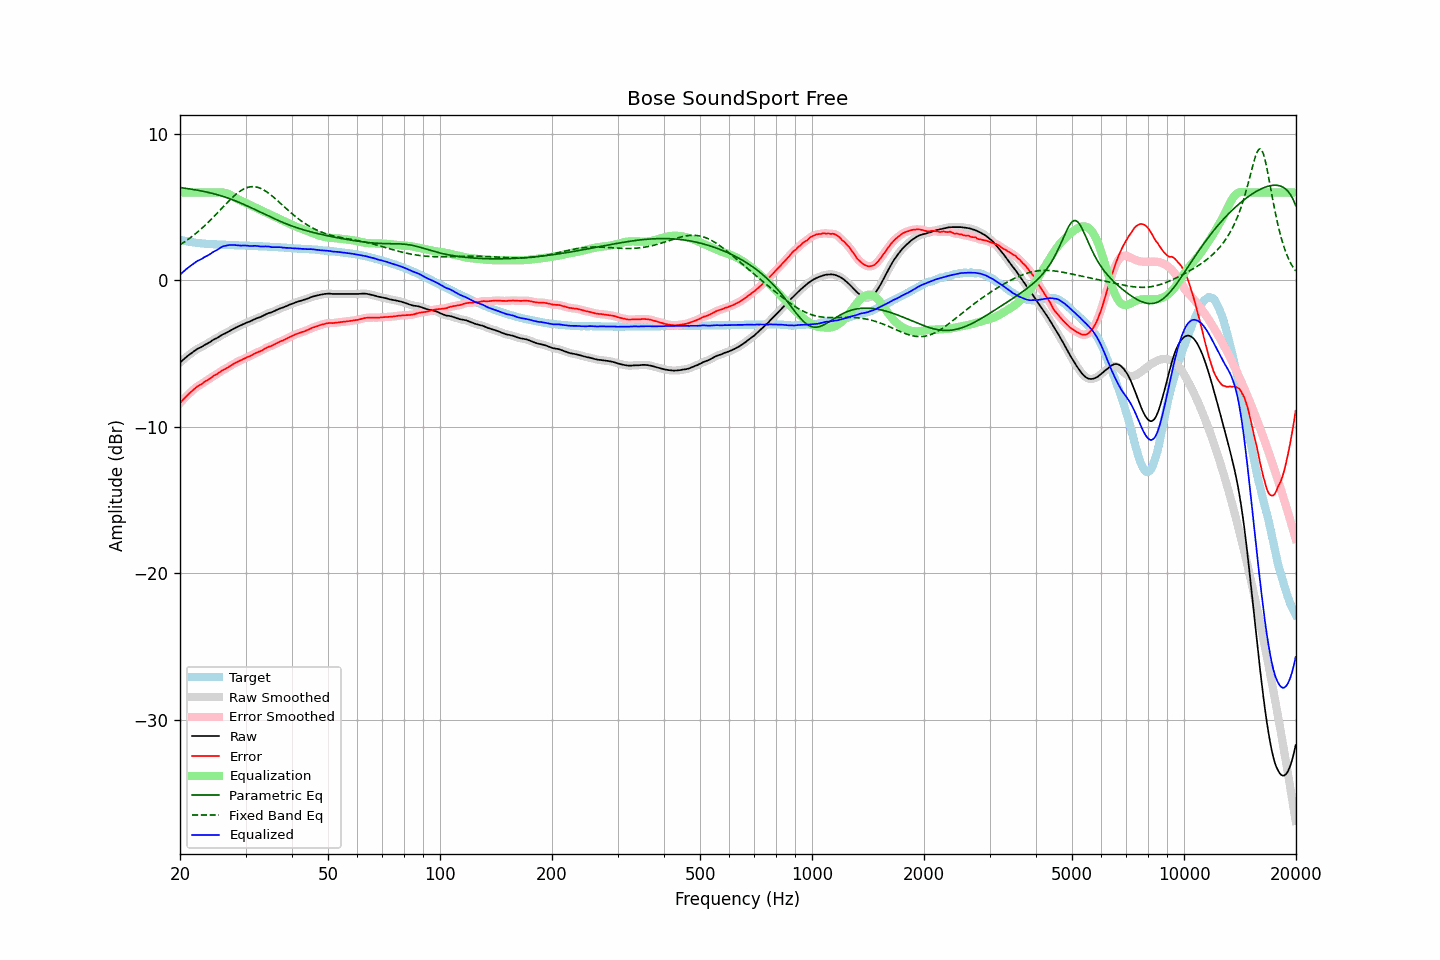 Bose SoundSport Free
Amplitude (dBr)
10
0
−10
−20
−30
Target
Raw Smoothed
Error Smoothed
Raw
Error
Equalization
Parametric Eq
Fixed Band Eq
Equalized
20 50 100 200 500 1000 2000 5000 10000 20000
Frequency (Hz)